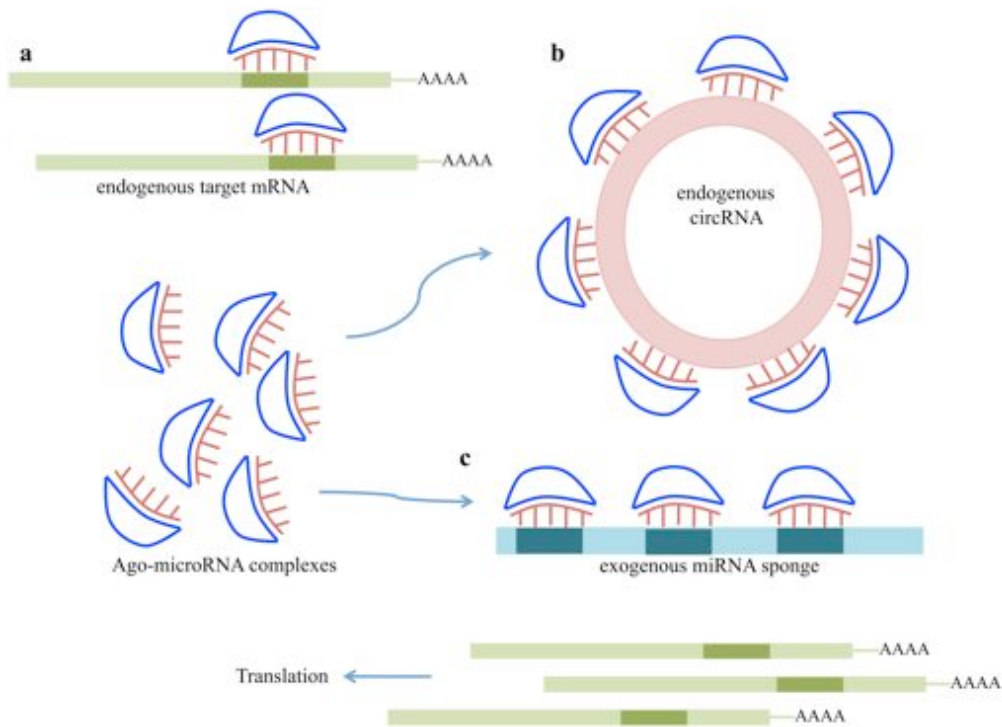 a
AAAA
AAAA
endogenous target mRNA
b
endogenous
circRNA
Ago-microRNA complexes
c
exogenous miRNA sponge
Translation
AAAA
AAAA
AAAA